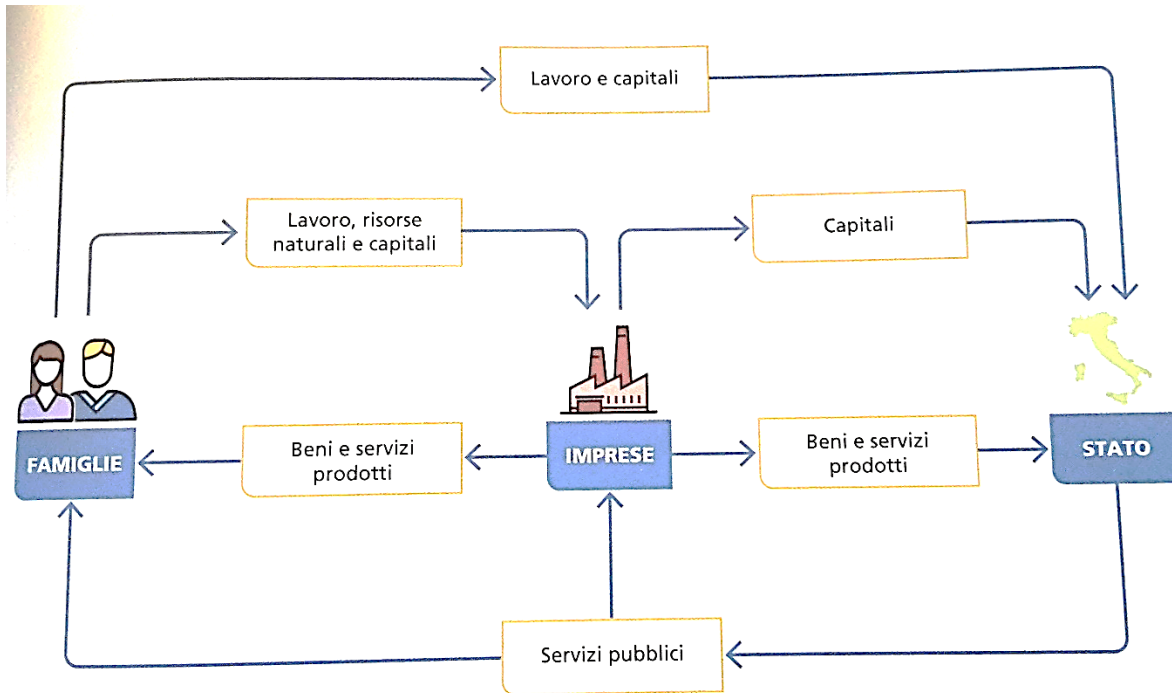 Lavoro e capitali
Lavoro, risorse
naturali e capitali
Capitali
FAMIGLIE
Beni e servizi
prodotti
IMPRESE
Beni e servizi
prodotti
STATO
Servizi pubblici